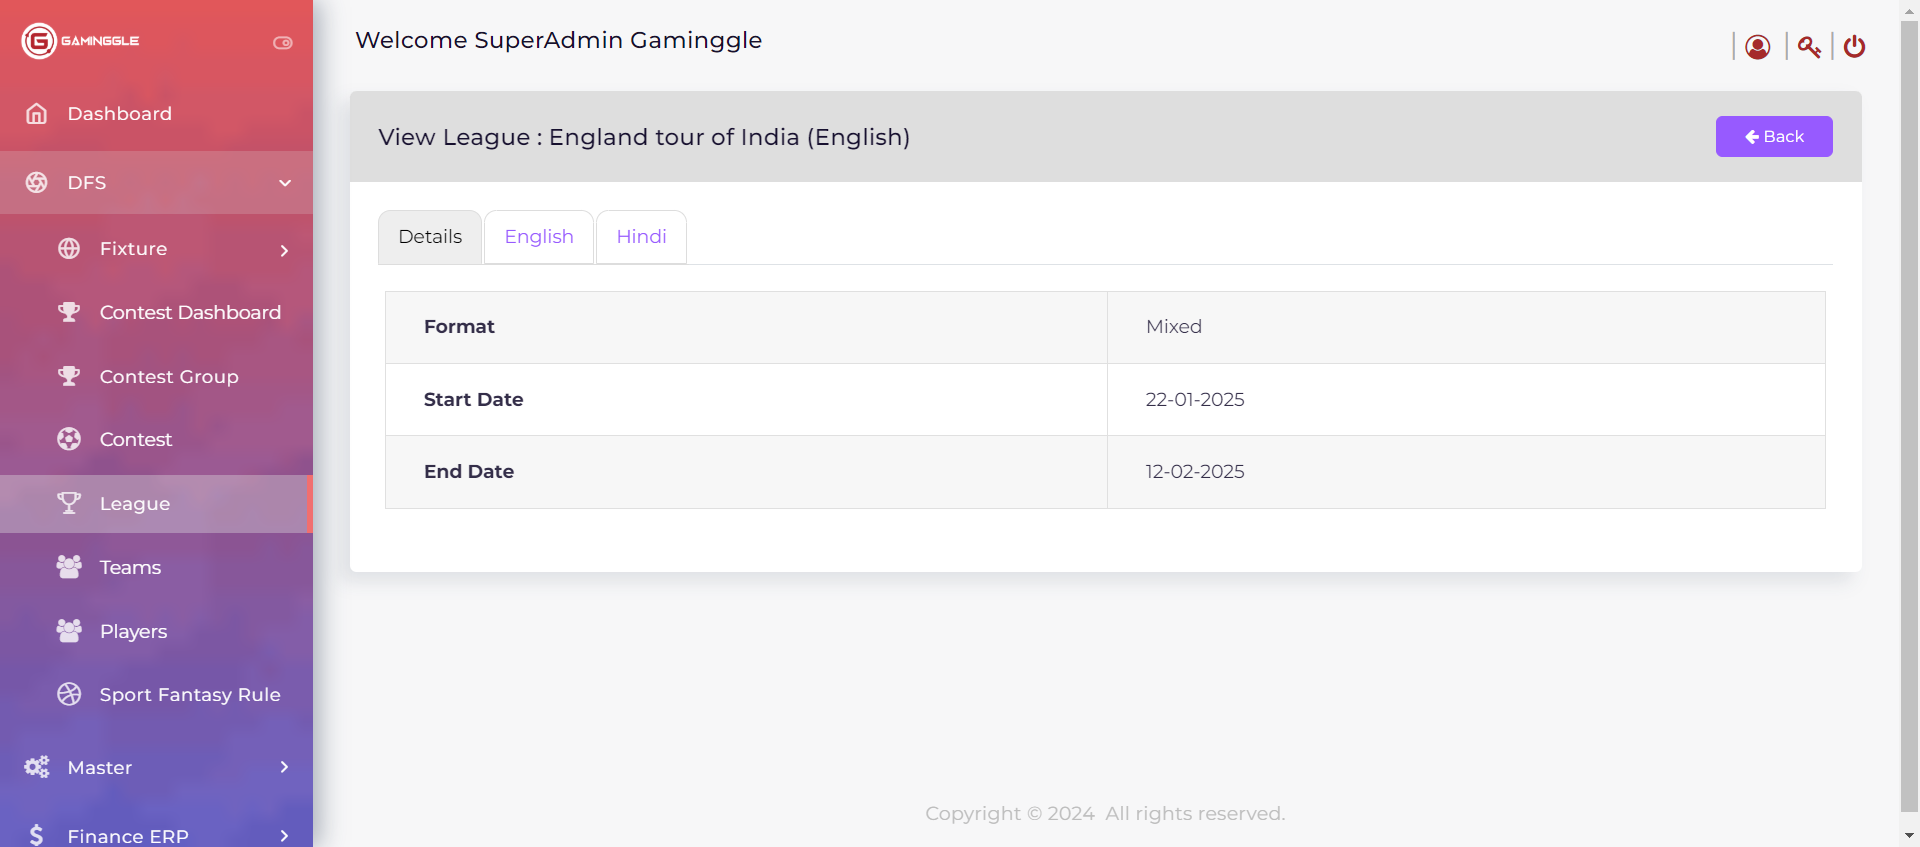 GAMINGGLE
Welcome SuperAdmin Gaminggle
Dashboard
DFS
Fixture
Contest Dashboard
Contest Group
Contest
League
Teams
Players
Sport Fantasy Rule
Master
Finance ERP
View League : England tour of India (English)
Back
Details English Hindi
Format Mixed
Start Date 22-01-2025
End Date 12-02-2025
Copyright © 2024 All rights reserved.